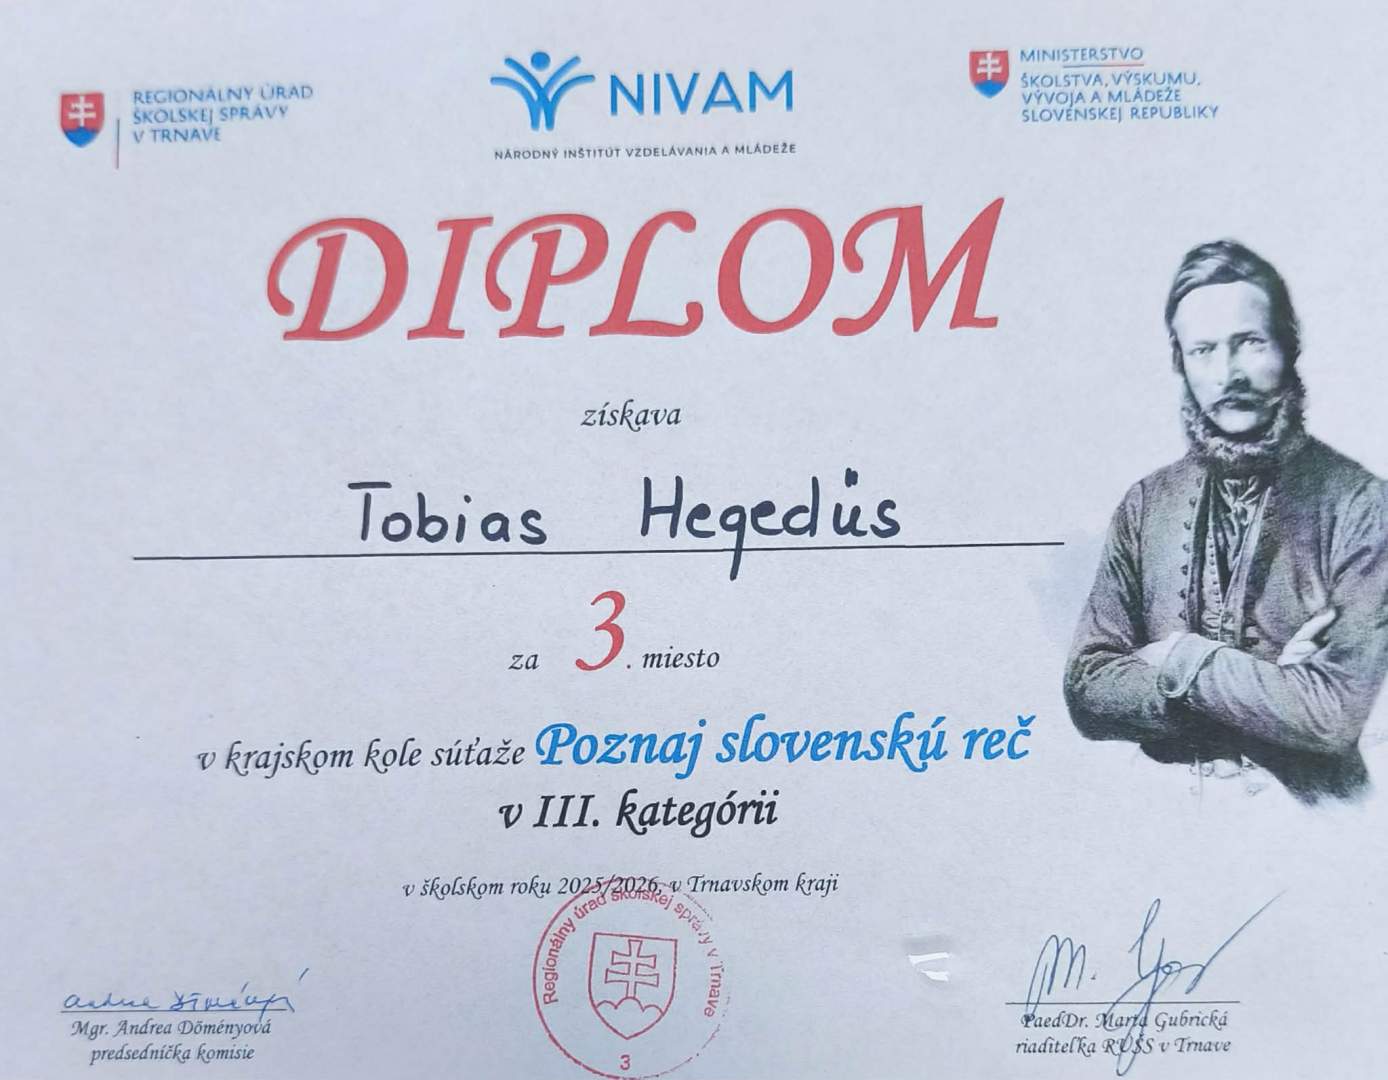 REGIONÁLNY ÚRAD
ŠKOLSKEJ SPRÁVY
V TRNAVE
NIVAM
NÁRODNÝ INŠTITÚT VZDELÁVANIA A MLÁDEŽE
MINISTERSTVO
ŠKOLSTVA, VÝSKUMU,
VÝVOJA A MLÁDEŽE
SLOVENSKEJ REPUBLIKY
DIPLOM
získava
Tobias Hegedüs
za 3. miesto
v krajskom kole súťaže Poznaj slovenskú reč
v III. kategórii
v školskom roku 2025/2026, v Trnavskom kraji
Regionálny úrad školskej správy v Trnave
3
Mgr. Andrea Döményová
predsedníčka komisie
PaedDr. Marta Gubrická
riaditeľka RÚŠS v Trnave